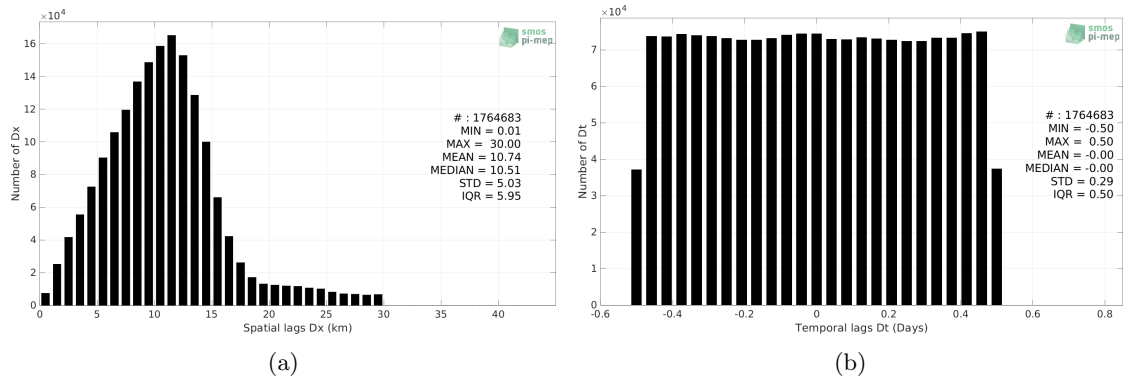 ×10⁴
16
14
12
10
8
6
4
2
0
Number of Dx
smos
pi-mep
# : 1764683
MIN = 0.01
MAX = 30.00
MEAN = 10.74
MEDIAN = 10.51
STD = 5.03
IQR = 5.95
0 5 10 15 20 25 30 35 40
Spatial lags Dx (km)
(a)
×10⁴
7
6
5
4
3
2
1
0
Number of Dt
smos
pi-mep
# : 1764683
MIN = -0.50
MAX = 0.50
MEAN = -0.00
MEDIAN = -0.00
STD = 0.29
IQR = 0.50
-0.6 -0.4 -0.2 0 0.2 0.4 0.6 0.8
Temporal lags Dt (Days)
(b)